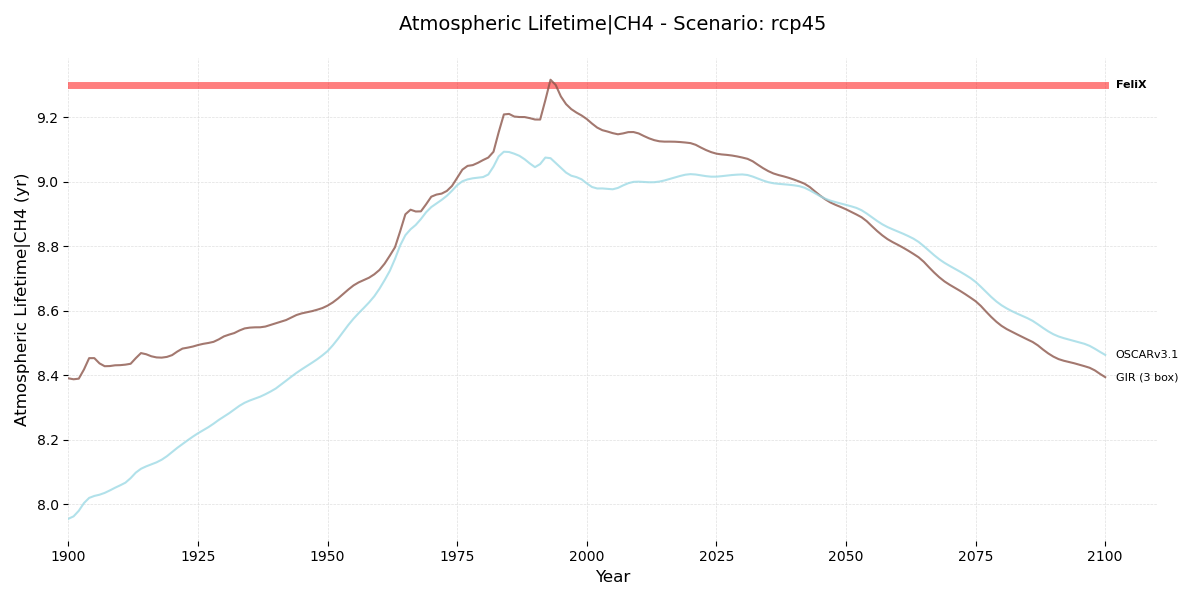 Atmospheric Lifetime|CH4 - Scenario: rcp45
Atmospheric Lifetime|CH4 (yr)
9.2
9.0
8.8
8.6
8.4
8.2
8.0
FeliX
OSCARv3.1
GIR (3 box)
1900 1925 1950 1975 2000 2025 2050 2075 2100
Year